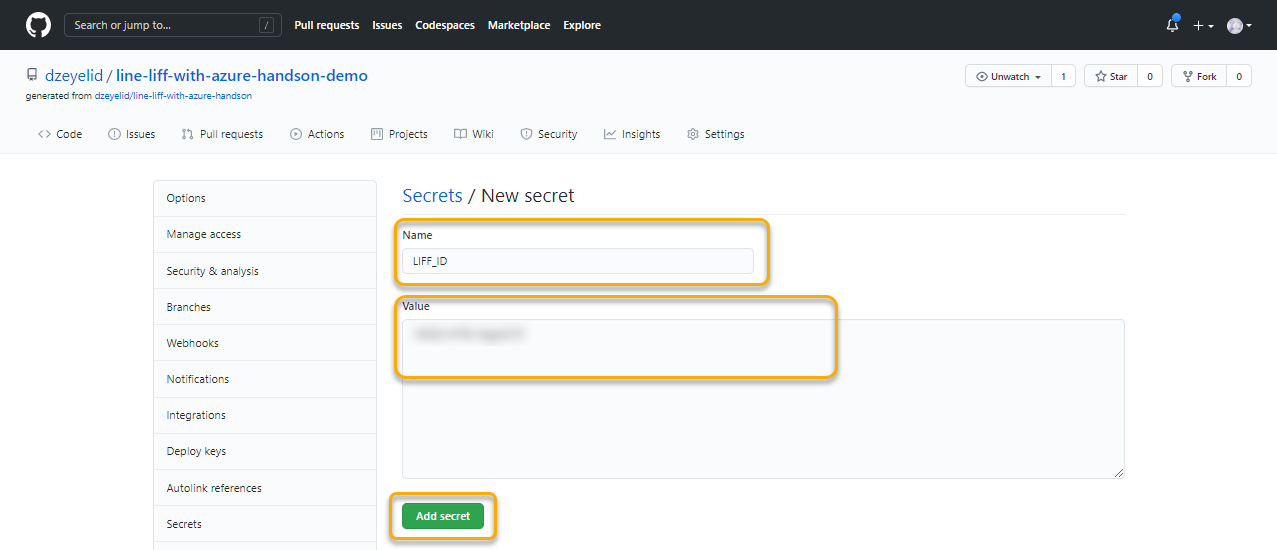 Search or jump to... / Pull requests Issues Codespaces Marketplace Explore
dzeyelid / line-liff-with-azure-handson-demo Unwatch 1 Star 0 Fork 0
generated from dzeyelid/line-liff-with-azure-handson
Code Issues Pull requests Actions Projects Wiki Security Insights Settings
Options
Manage access
Security & analysis
Branches
Webhooks
Notifications
Integrations
Deploy keys
Autolink references
Secrets
Secrets / New secret
Name
LIFF_ID
Value
Add secret